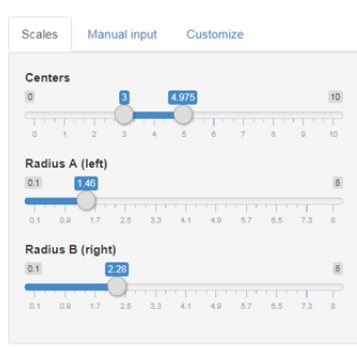 Scales Manual input Customize
Centers
0 3 4.975 10
0 1 2 3 4 5 6 7 8 9 10
Radius A (left)
0.1 1.46 8
0.1 0.9 1.7 2.5 3.3 4.1 4.9 5.7 6.5 7.3 8
Radius B (right)
0.1 2.28 8
0.1 0.9 1.7 2.5 3.3 4.1 4.9 5.7 6.5 7.3 8